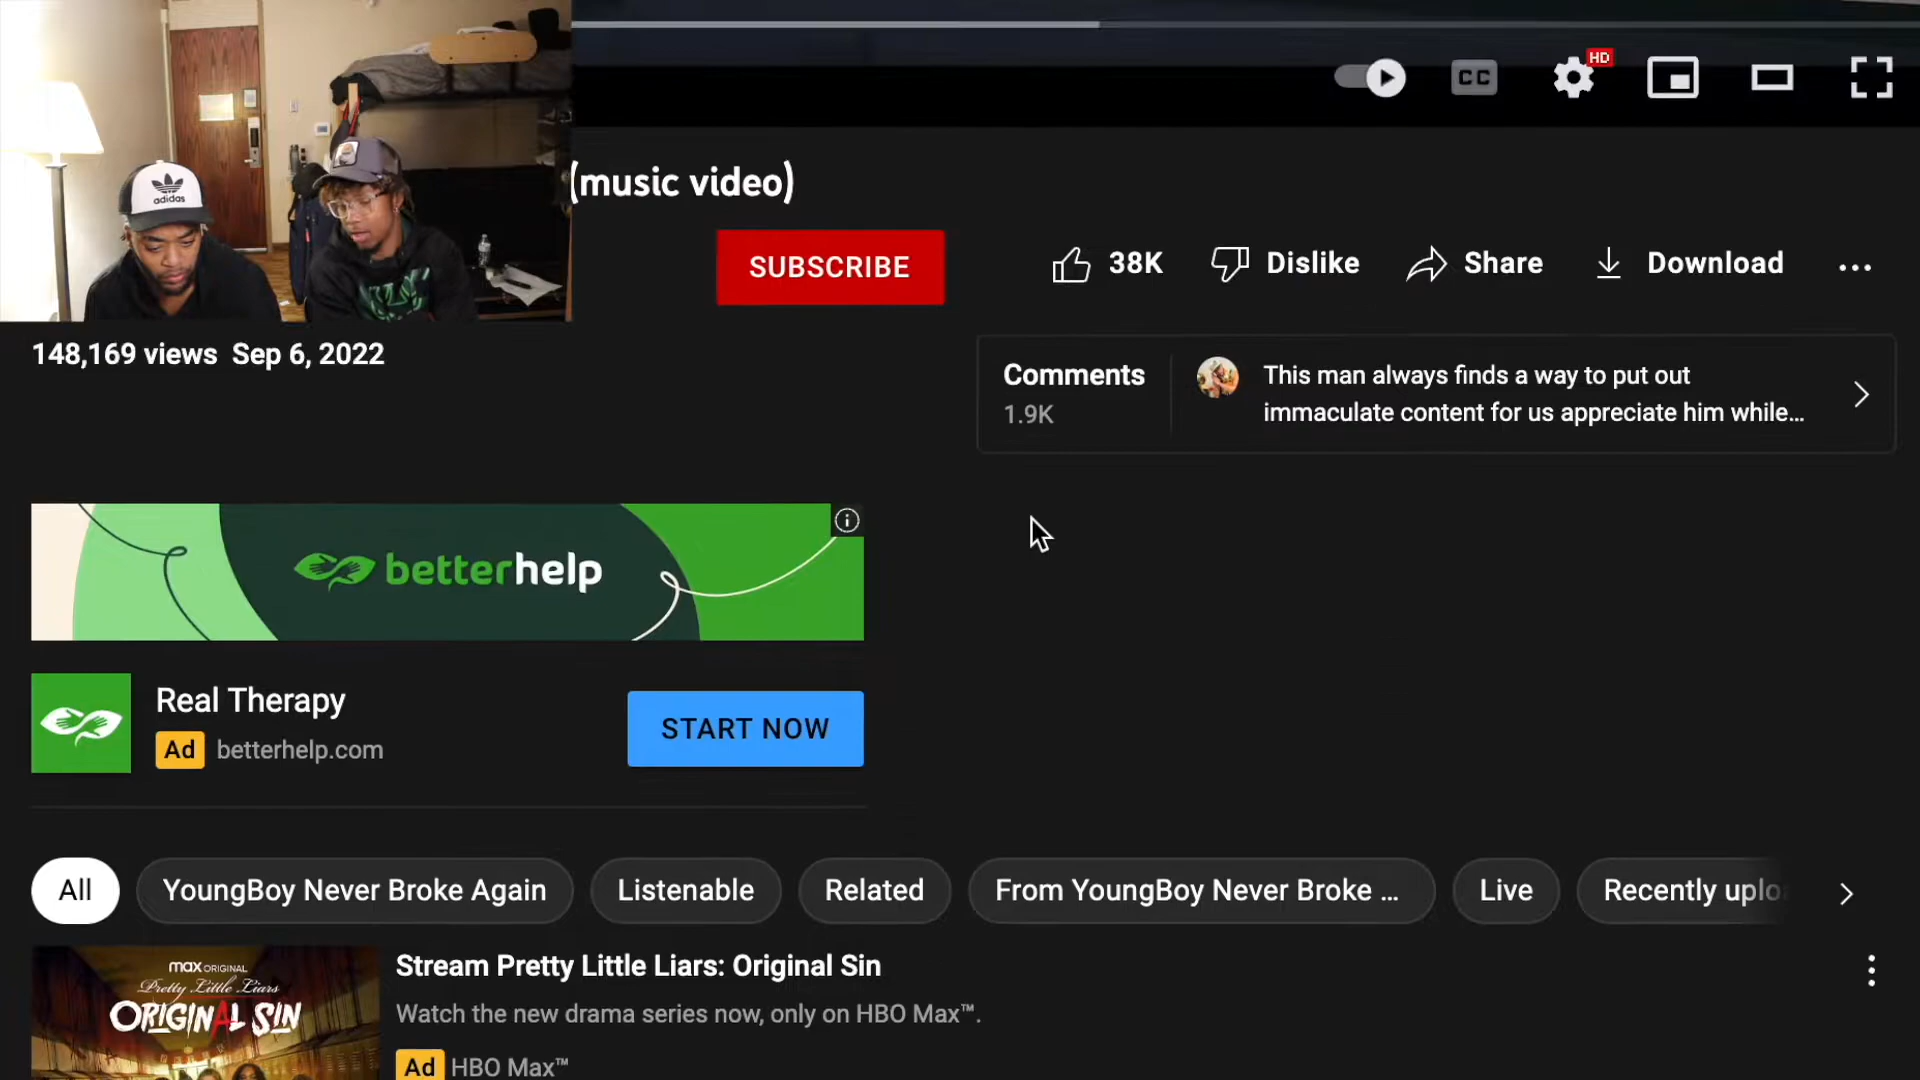 adidas
HD
CC
(music video)
SUBSCRIBE
38K
Dislike
Share
Download
148,169 views Sep 6, 2022
Comments
1.9K
This man always finds a way to put out
immaculate content for us appreciate him while...
betterhelp
Real Therapy
Ad betterhelp.com
START NOW
All
YoungBoy Never Broke Again
Listenable
Related
From YoungBoy Never Broke ...
Live
Recently uplo
max ORIGINAL
Pretty Little Liars
ORIGINAL SIN
Stream Pretty Little Liars: Original Sin
Watch the new drama series now, only on HBO Max™.
Ad HBO Max™